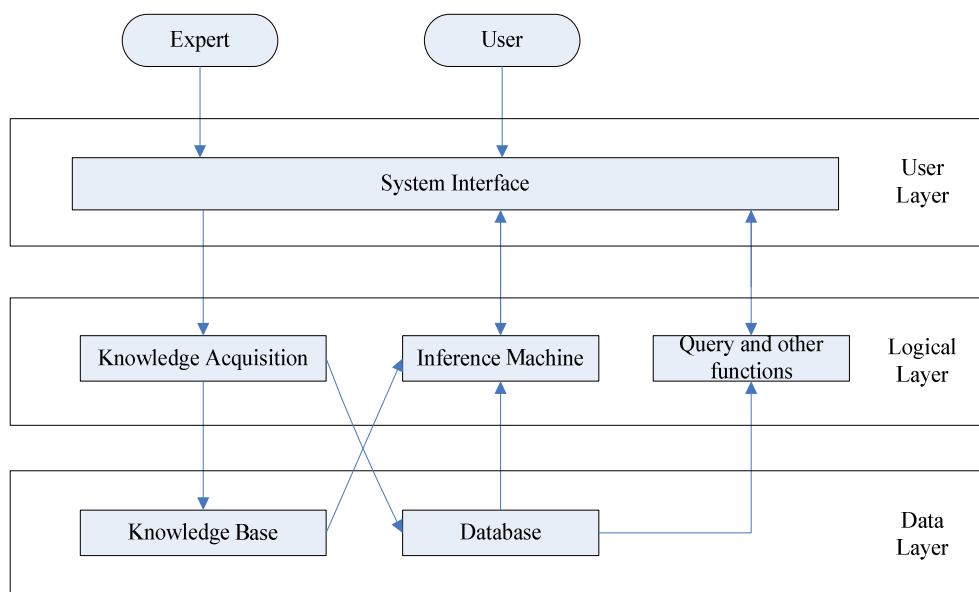 Expert
User
System Interface
User
Layer
Knowledge Acquisition
Inference Machine
Query and other
functions
Logical
Layer
Knowledge Base
Database
Data
Layer